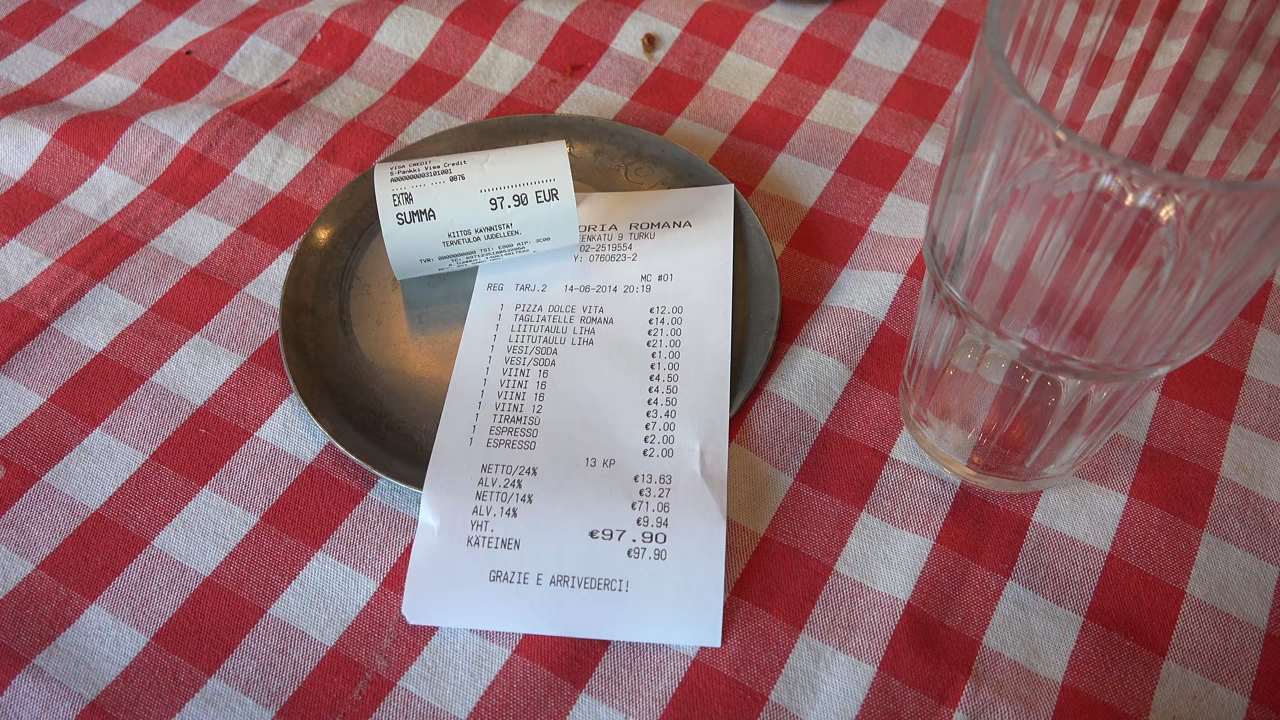 VISA CREDIT
S-Pankki Visa Credit
A000000003101001
.... .... .... 0876
EXTRA ..................
SUMMA 97.90 EUR
KIITOS KÄYNNISTÄ!
TERVETULOA UUDELLEEN.
ORIA ROMANA
ENKATU 9 TURKU
02-2519554
Y: 0760623-2
MC #01
REG TARJ.2 14-06-2014 20:19
1 PIZZA DOLCE VITA €12.00
1 TAGLIATELLE ROMANA €14.00
1 LIITUTAULU LIHA €21.00
1 LIITUTAULU LIHA €21.00
1 VESI/SODA €1.00
1 VESI/SODA €1.00
1 VIINI 16 €4.50
1 VIINI 16 €4.50
1 VIINI 16 €4.50
1 VIINI 12 €3.40
1 TIRAMISO €7.00
1 ESPRESSO €2.00
1 ESPRESSO €2.00
13 KP
NETTO/24% €13.63
ALV.24% €3.27
NETTO/14% €71.06
ALV.14% €9.94
YHT. €97.90
KÄTEINEN €97.90
GRAZIE E ARRIVEDERCI!